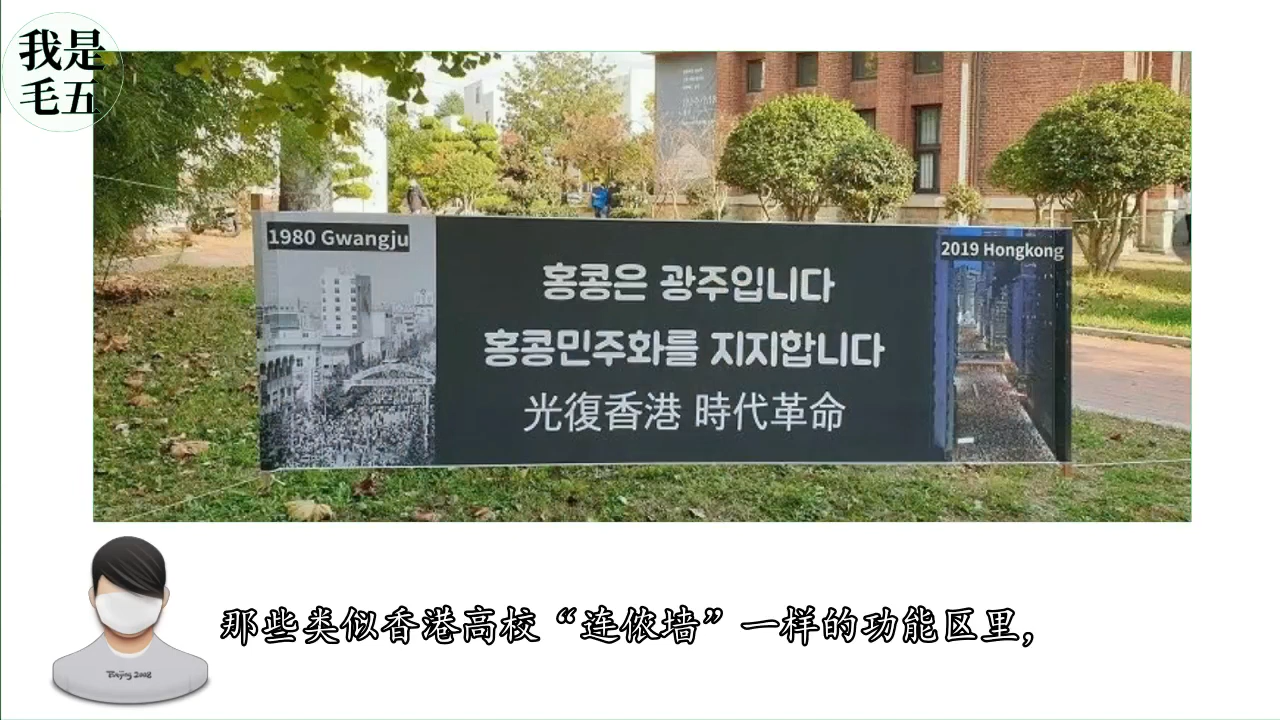 我是
毛五
1980 Gwangju
2019 Hongkong
홍콩은 광주입니다
홍콩민주화를 지지합니다
光復香港 時代革命
Beijing 2008
那些类似香港高校“连侬墙”一样的功能区里，